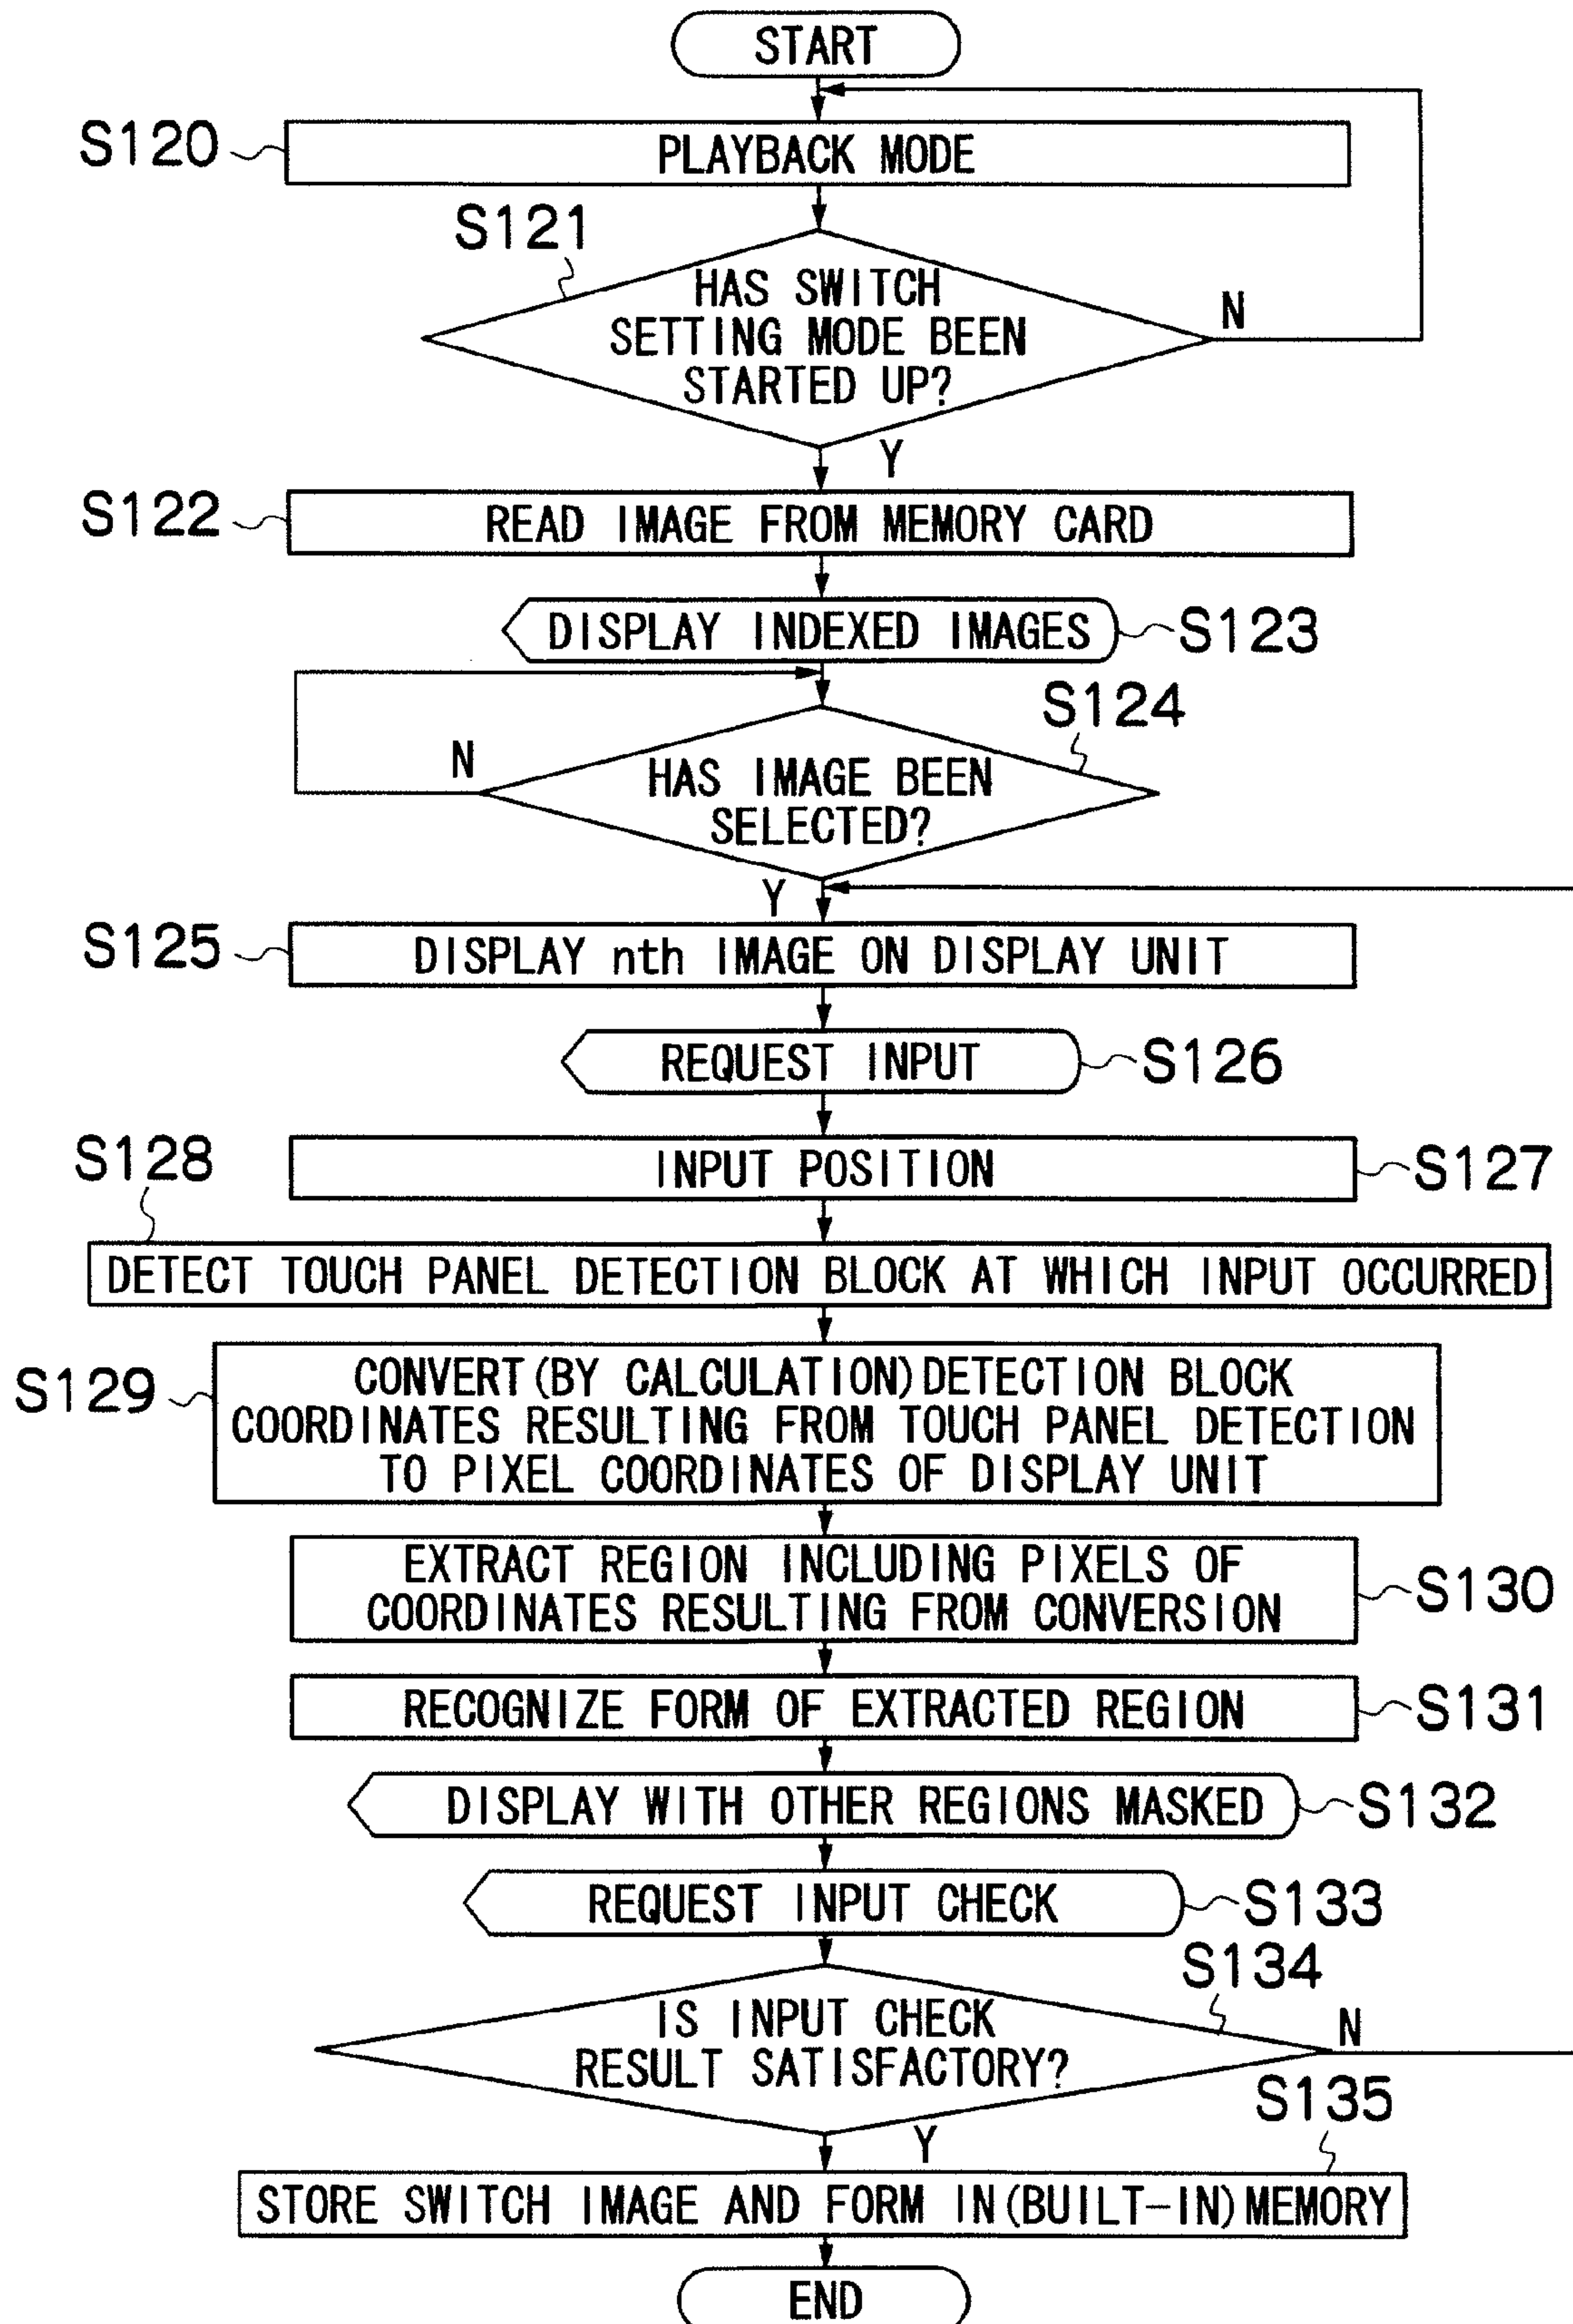 START
S120
PLAYBACK MODE
S121
HAS SWITCH
SETTING MODE BEEN
STARTED UP?
N
Y
S122
READ IMAGE FROM MEMORY CARD
DISPLAY INDEXED IMAGES
S123
S124
N
HAS IMAGE BEEN
SELECTED?
Y
S125
DISPLAY nth IMAGE ON DISPLAY UNIT
REQUEST INPUT
S126
S128
INPUT POSITION
S127
DETECT TOUCH PANEL DETECTION BLOCK AT WHICH INPUT OCCURRED
S129
CONVERT(BY CALCULATION)DETECTION BLOCK
COORDINATES RESULTING FROM TOUCH PANEL DETECTION
TO PIXEL COORDINATES OF DISPLAY UNIT
EXTRACT REGION INCLUDING PIXELS OF
COORDINATES RESULTING FROM CONVERSION
S130
RECOGNIZE FORM OF EXTRACTED REGION
S131
DISPLAY WITH OTHER REGIONS MASKED
S132
REQUEST INPUT CHECK
S133
S134
IS INPUT CHECK
RESULT SATISFACTORY?
N
S135
Y
STORE SWITCH IMAGE AND FORM IN(BUILT-IN)MEMORY
END